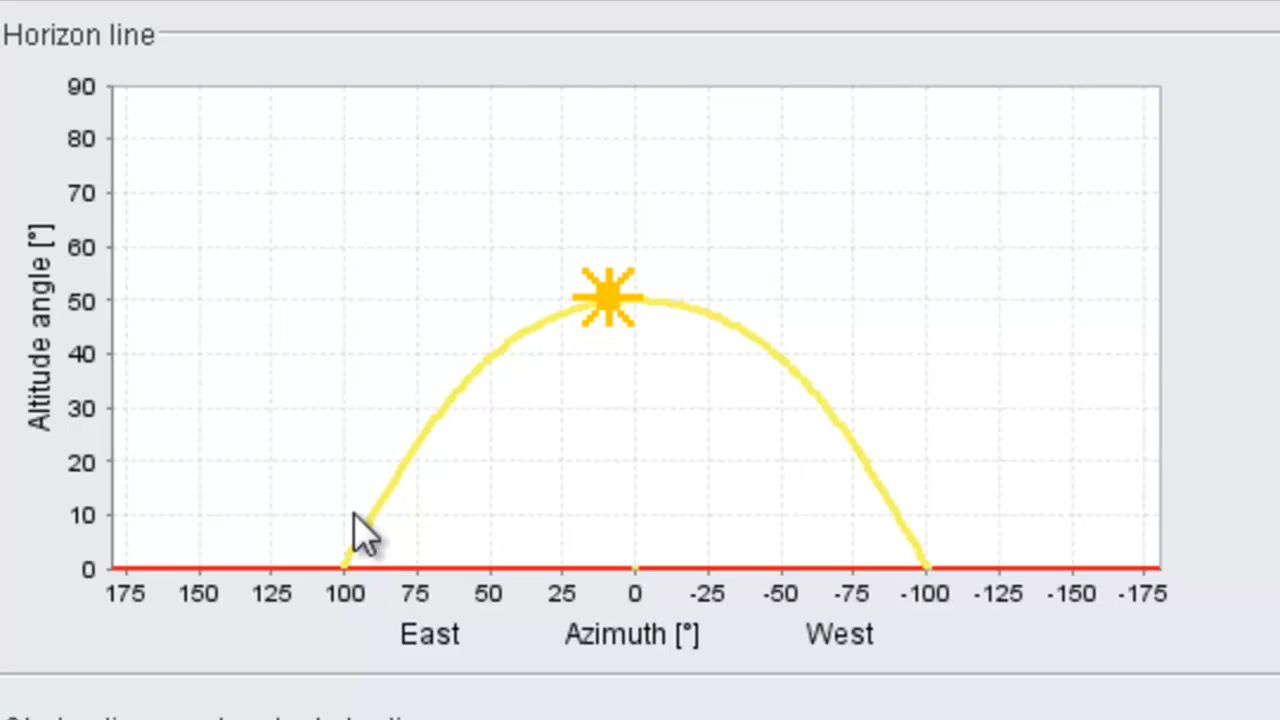 Horizon line
90
80
70
60
50
40
30
20
10
0
Altitude angle [°]
175 150 125 100 75 50 25 0 -25 -50 -75 -100 -125 -150 -175
East Azimuth [°] West